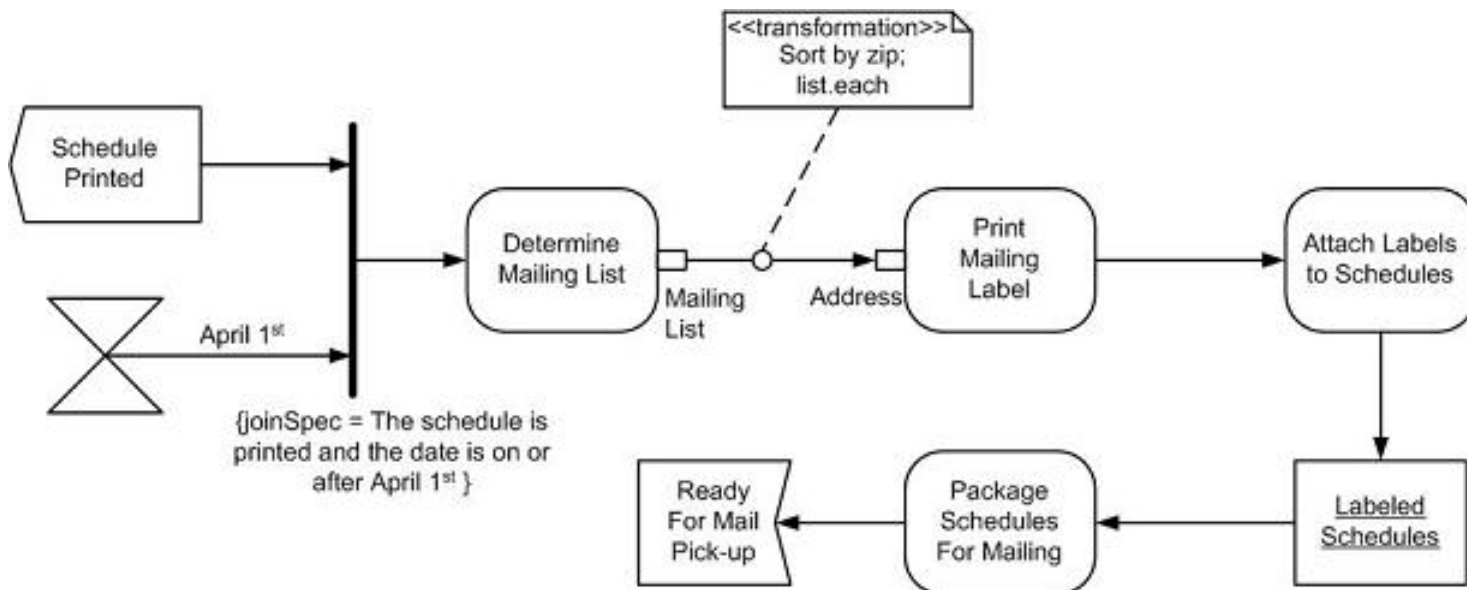 <<transformation>>
Sort by zip;
list.each
Schedule
Printed
April 1st
{joinSpec = The schedule is
printed and the date is on or
after April 1st }
Determine
Mailing List
Mailing
List
Address
Print
Mailing
Label
Attach Labels
to Schedules
Labeled
Schedules
Package
Schedules
For Mailing
Ready
For Mail
Pick-up